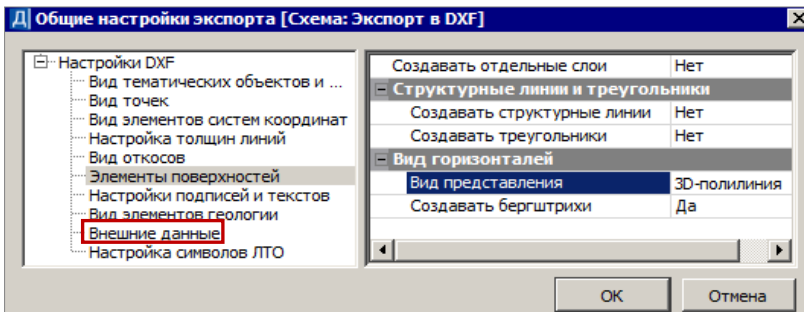 Общие настройки экспорта [Схема: Экспорт в DXF]
Настройки DXF
Вид тематических объектов и ...
Вид точек
Вид элементов систем координат
Настройка толщин линий
Вид откосов
Элементы поверхностей
Настройки подписей и текстов
Вид элементов геологии
Внешние данные
Настройка символов ЛТО
Создавать отдельные слои Нет
Структурные линии и треугольники
Создавать структурные линии Нет
Создавать треугольники Нет
Вид горизонталей
Вид представления 3D-полилиния
Создавать бергштрихи Да
ОК Отмена